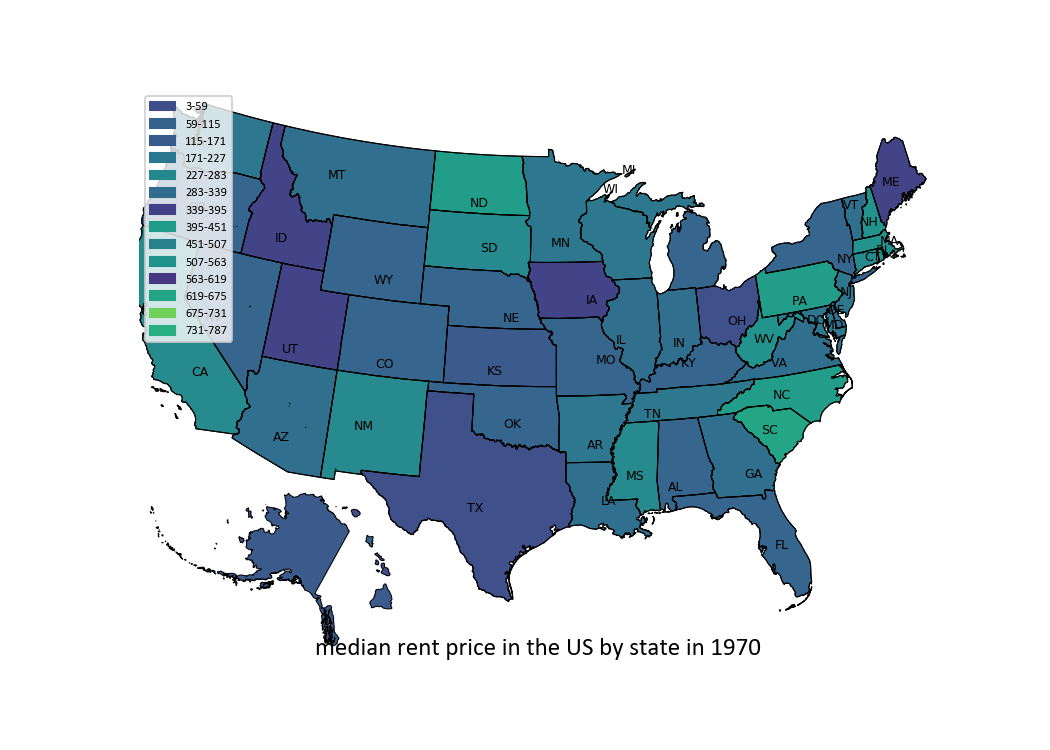 3-59
59-115
115-171
171-227
227-283
283-339
339-395
395-451
451-507
507-563
563-619
619-675
675-731
731-787
MI
WI
MT
ME
ND
VT
NH
ID
SD
MN
MA
NY
CT
WY
IA
PA
NJ
NE
OH
DE
DC
MD
UT
IL
IN
WV
CO
MO
KY
VA
CA
KS
NC
TN
NM
OK
SC
AZ
AR
MS
GA
AL
LA
TX
FL
median rent price in the US by state in 1970